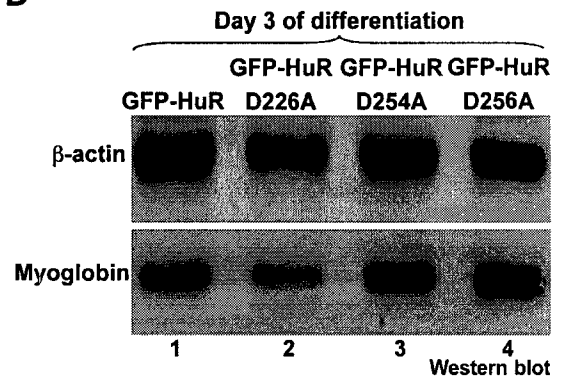 Day 3 of differentiation
GFP-HuR GFP-HuR GFP-HuR
GFP-HuR D226A D254A D256A
β-actin
Myoglobin
1 2 3 4
Western blot